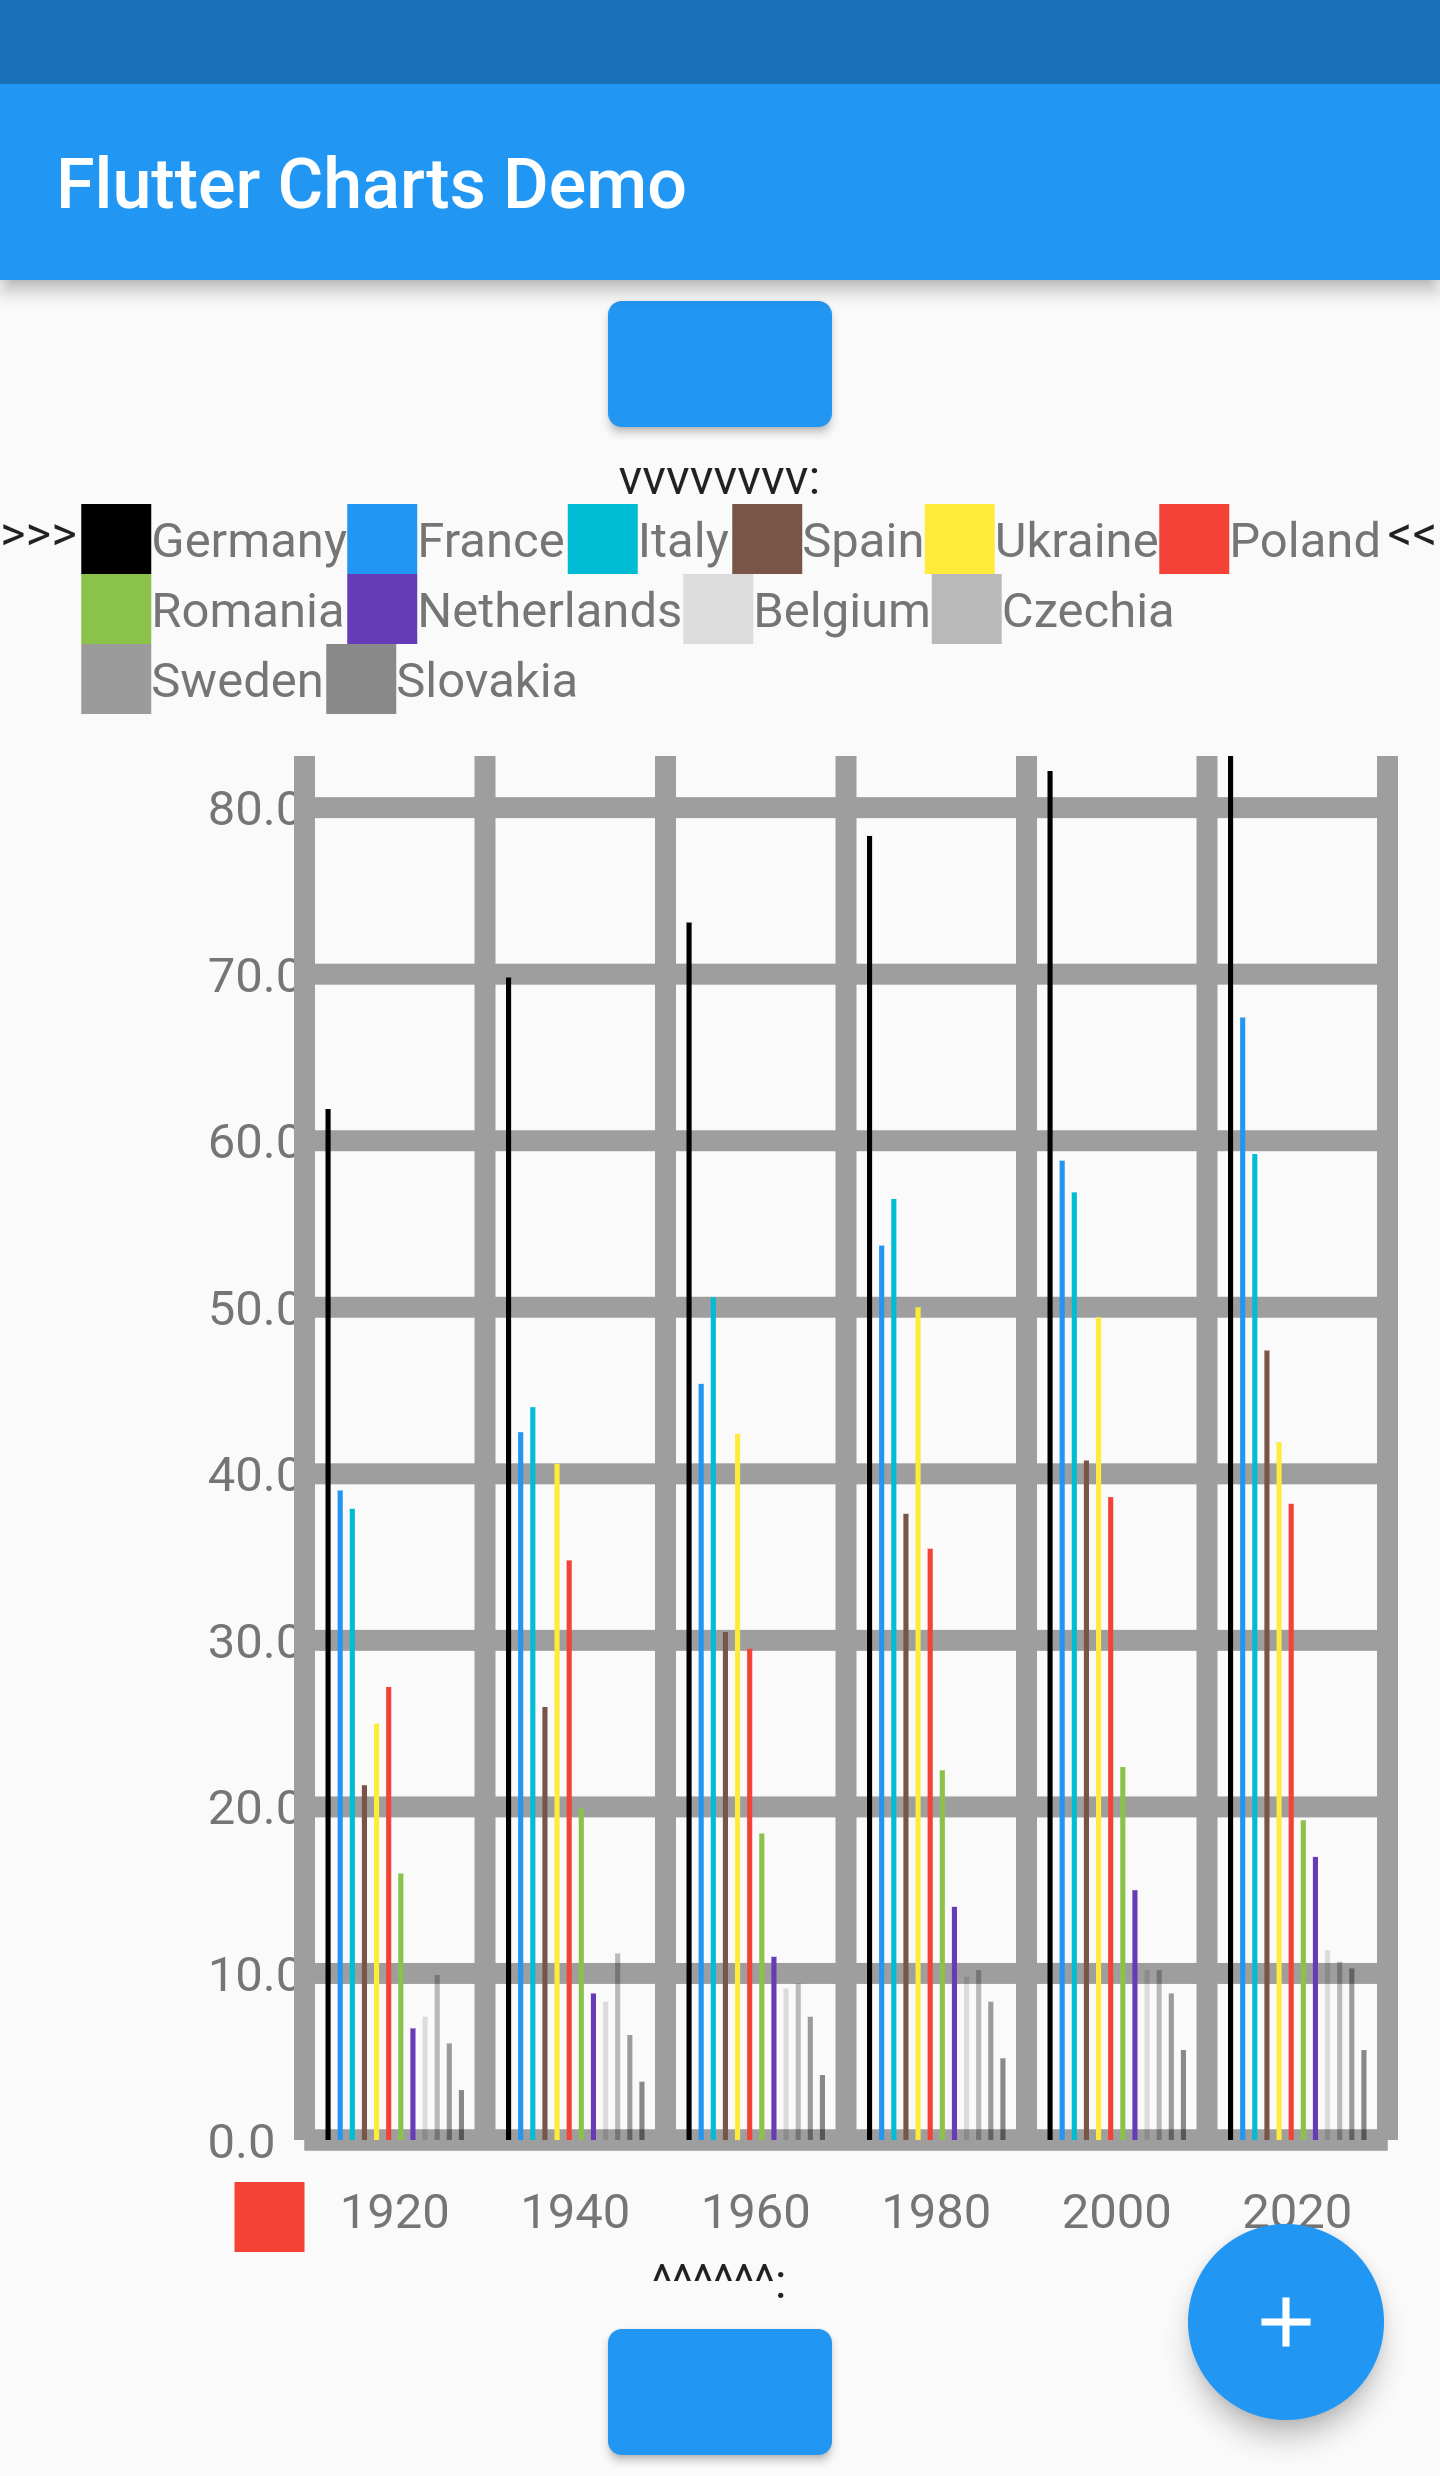 Flutter Charts Demo
vvvvvvvv:
>>> Germany France Italy Spain Ukraine Poland <<
Romania Netherlands Belgium Czechia
Sweden Slovakia
80.0
70.0
60.0
50.0
40.0
30.0
20.0
10.0
0.0
1920 1940 1960 1980 2000 2020
^^^^^^:
+